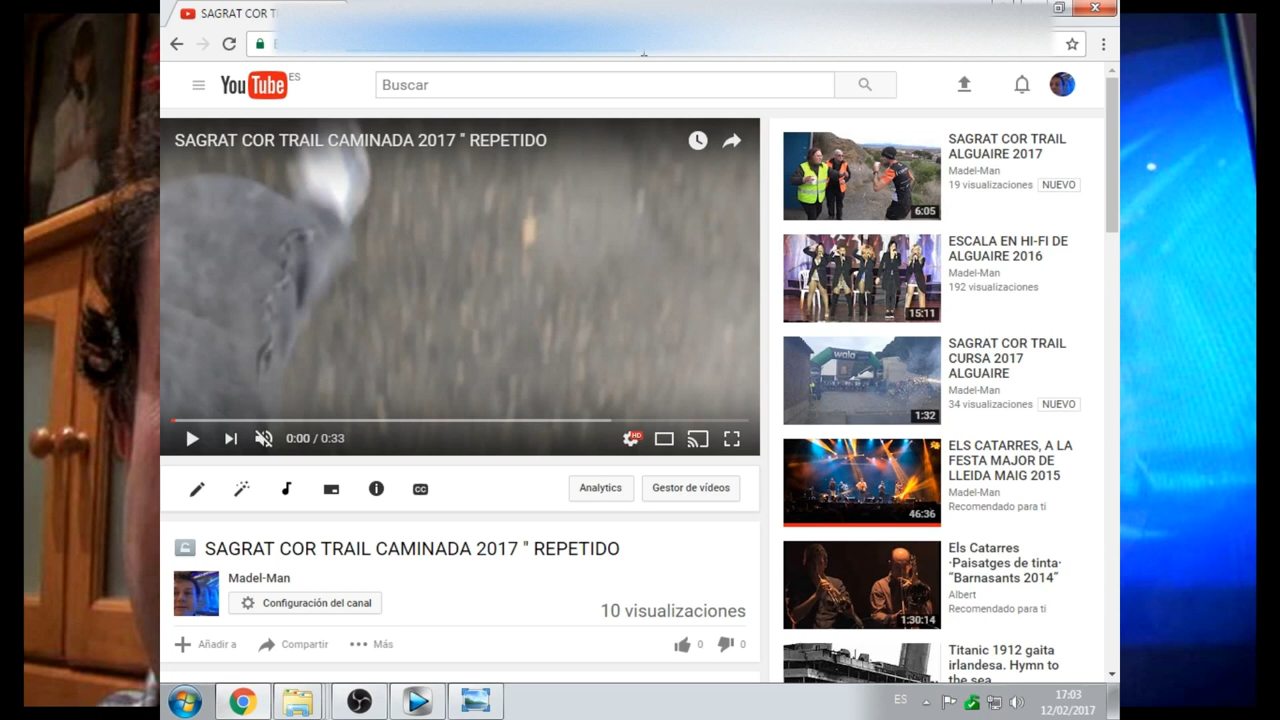 SAGRAT COR T
YouTube ES
Buscar
SAGRAT COR TRAIL CAMINADA 2017 " REPETIDO
0:00 / 0:33
HD
CC
Analytics
Gestor de vídeos
SAGRAT COR TRAIL CAMINADA 2017 " REPETIDO
Madel-Man
Configuración del canal
10 visualizaciones
Añadir a
Compartir
Más
0
0
SAGRAT COR TRAIL
ALGUAIRE 2017
Madel-Man
19 visualizaciones NUEVO
6:05
ESCALA EN HI-FI DE
ALGUAIRE 2016
Madel-Man
192 visualizaciones
15:11
SAGRAT COR TRAIL
CURSA 2017
ALGUAIRE
Madel-Man
34 visualizaciones NUEVO
wala
1:32
ELS CATARRES, A LA
FESTA MAJOR DE
LLEIDA MAIG 2015
Madel-Man
Recomendado para ti
46:36
Els Catarres
·Paisatges de tinta·
"Barnasants 2014"
Albert
Recomendado para ti
1:30:14
Titanic 1912 gaita
irlandesa. Hymn to
the sea
ES
17:03
12/02/2017